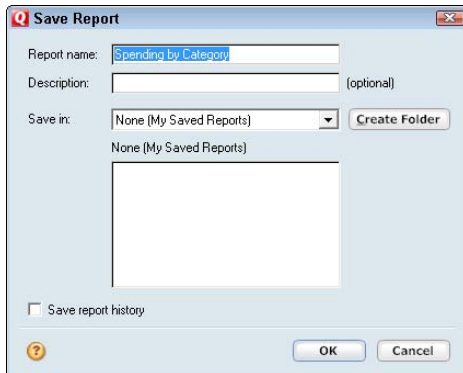 Save Report
Report name: Spending by Category
Description: (optional)
Save in: None (My Saved Reports) Create Folder
None (My Saved Reports)
Save report history
? OK Cancel